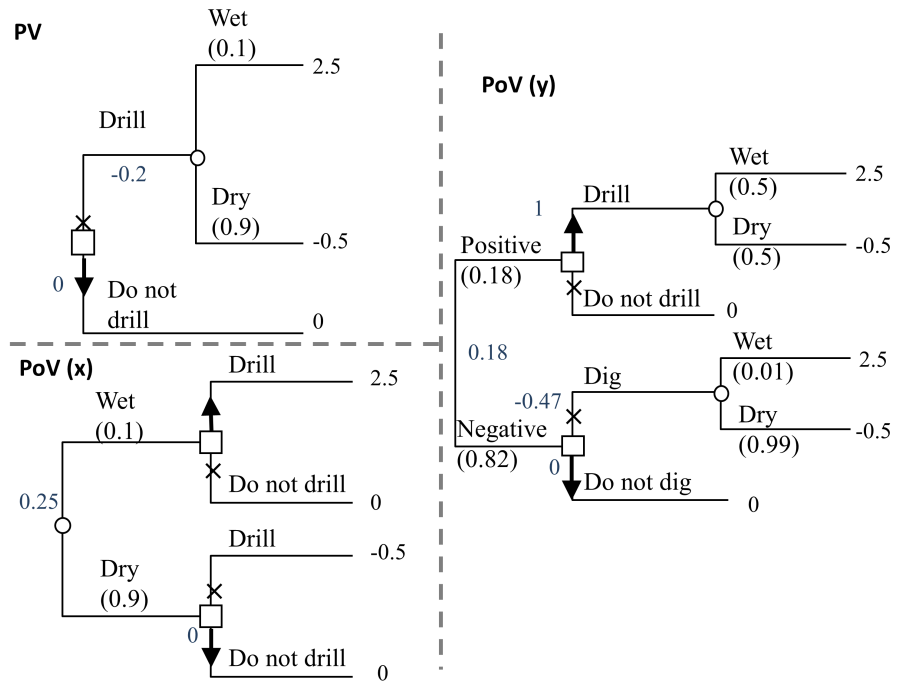 PV
Wet
(0.1)
2.5
Drill
-0.2
Dry
(0.9)
-0.5
0
Do not
drill
0
PoV (x)
Drill
2.5
Wet
(0.1)
Do not drill
0
0.25
Drill
-0.5
Dry
(0.9)
0
Do not drill
0
PoV (y)
Wet
(0.5)
2.5
Drill
1
Dry
(0.5)
-0.5
Positive
(0.18)
Do not drill
0
0.18
Wet
(0.01)
2.5
Dig
-0.47
Dry
(0.99)
-0.5
Negative
(0.82)
0
Do not dig
0